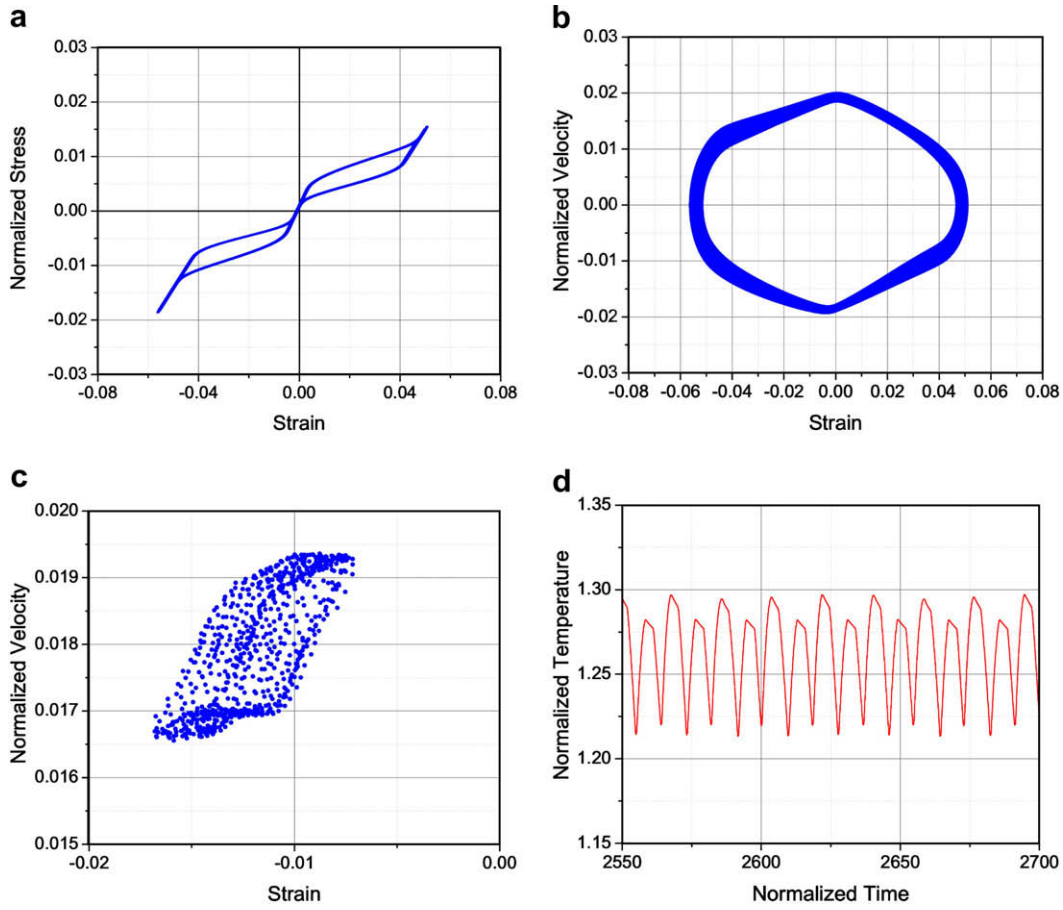 a
0.03
0.02
0.01
0.00
-0.01
-0.02
-0.03
Normalized Stress
-0.08 -0.04 0.00 0.04 0.08
Strain
b
0.03
0.02
0.01
0.00
-0.01
-0.02
-0.03
Normalized Velocity
-0.08 -0.06 -0.04 -0.02 0.00 0.02 0.04 0.06 0.08
Strain
c
0.020
0.019
0.018
0.017
0.016
0.015
Normalized Velocity
-0.02 -0.01 0.00
Strain
d
1.35
1.30
1.25
1.20
1.15
Normalized Temperature
2550 2600 2650 2700
Normalized Time